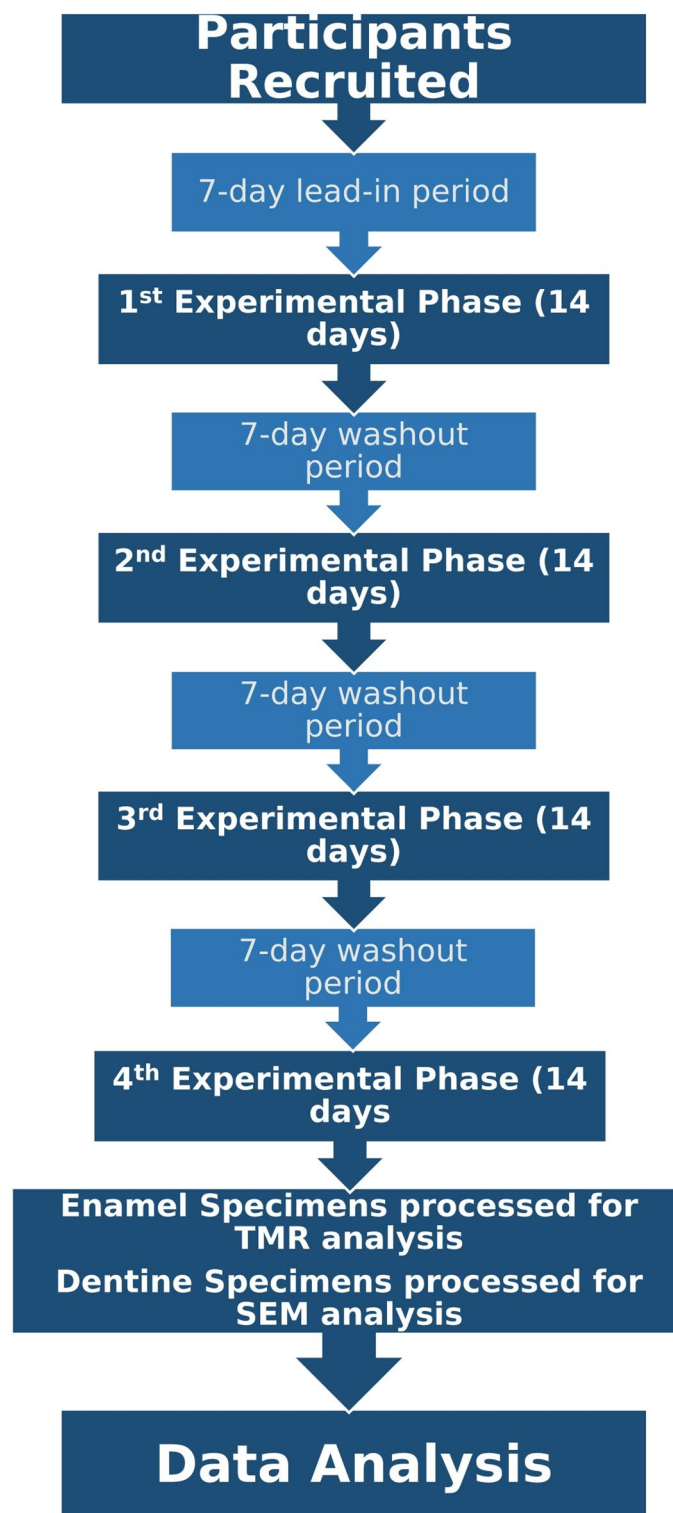 Participants
Recruited
7-day lead-in period
1st Experimental Phase (14
days)
7-day washout
period
2nd Experimental Phase (14
days)
7-day washout
period
3rd Experimental Phase (14
days)
7-day washout
period
4th Experimental Phase (14
days
Enamel Specimens processed for
TMR analysis
Dentine Specimens processed for
SEM analysis
Data Analysis